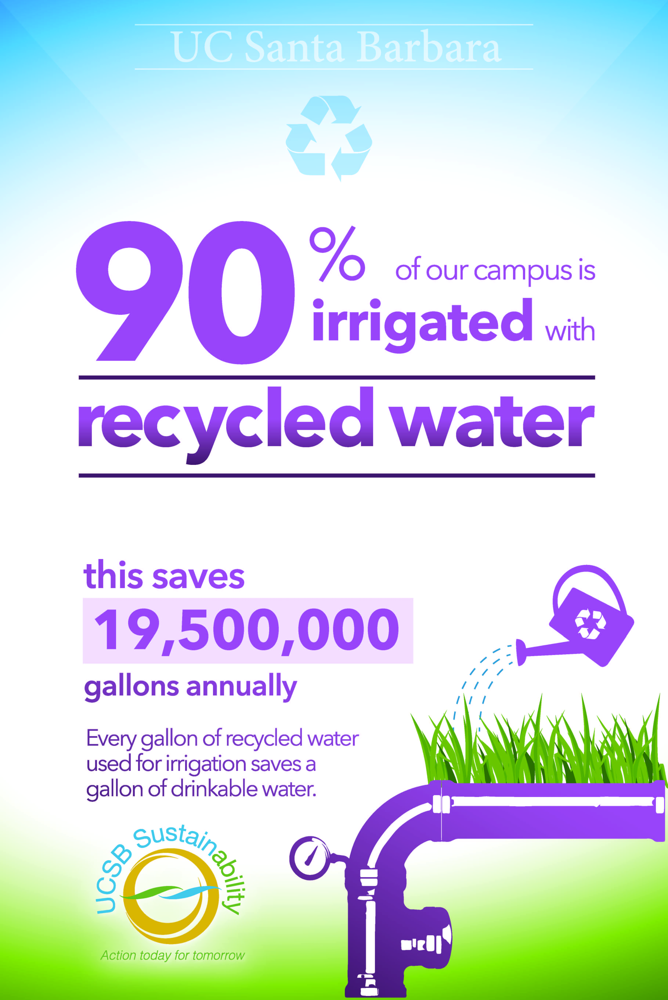 UC Santa Barbara
90% of our campus is
irrigated with
recycled water
this saves
19,500,000
gallons annually
Every gallon of recycled water
used for irrigation saves a
gallon of drinkable water.
UCSB Sustainability
Action today for tomorrow